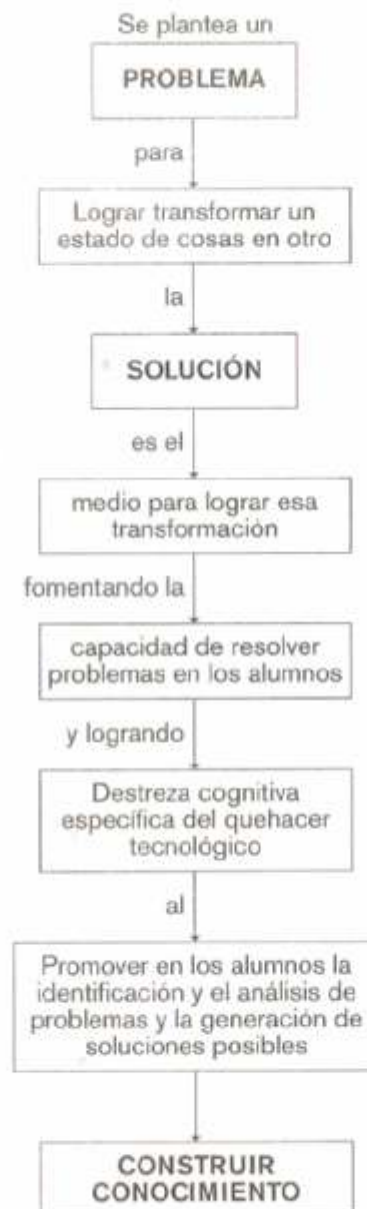 Se plantea un
PROBLEMA
para
Lograr transformar un
estado de cosas en otro
la
SOLUCIÓN
es el
medio para lograr esa
transformación
fomentando la
capacidad de resolver
problemas en los alumnos
y logrando
Destreza cognitiva
específica del quehacer
tecnológico
al
Promover en los alumnos la
identificación y el análisis de
problemas y la generación de
soluciones posibles
CONSTRUIR
CONOCIMIENTO